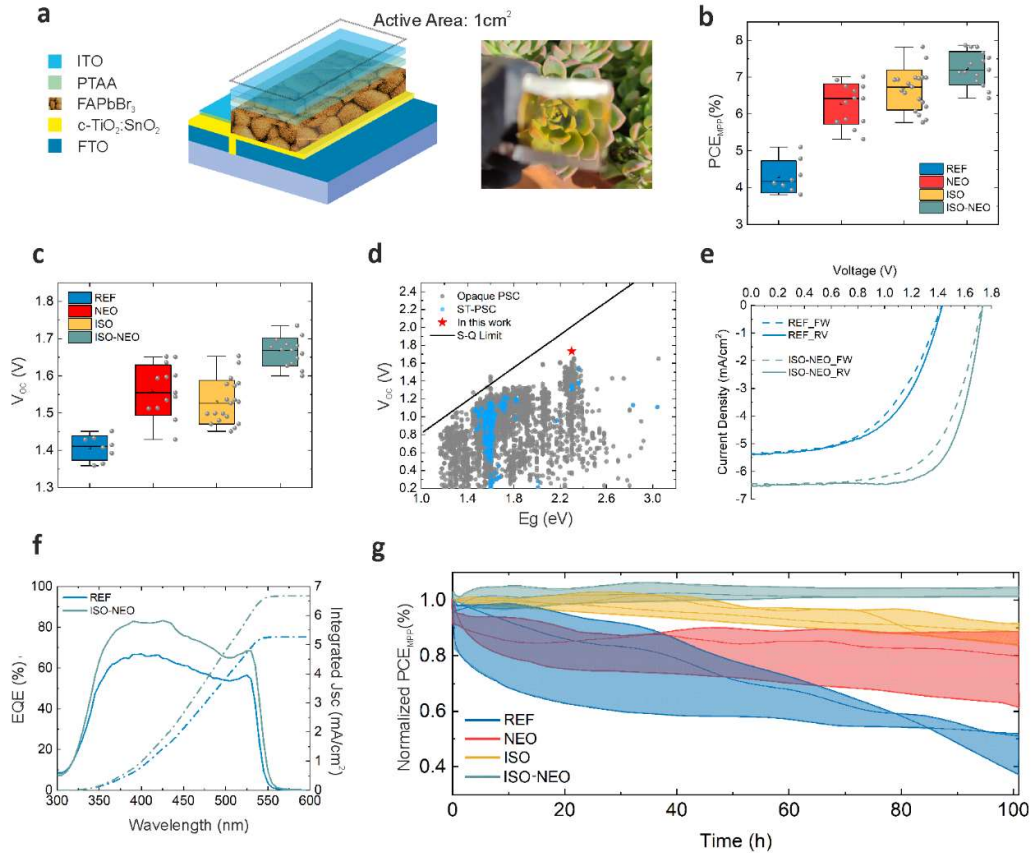 a
Active Area: 1cm²
ITO
PTAA
FAPbBr₃
c-TiO₂:SnO₂
FTO
b
PCE_MPP(%)
8
7
6
5
4
3
REF
NEO
ISO
ISO-NEO
c
V_OC (V)
1.8
1.7
1.6
1.5
1.4
1.3
REF
NEO
ISO
ISO-NEO
d
V_OC (V)
2.4
2.2
2.0
1.8
1.6
1.4
1.2
1.0
0.8
0.6
0.4
0.2
Opaque PSC
ST-PSC
In this work
S-Q Limit
1.0 1.4 1.8 2.2 2.6 3.0
Eg (eV)
e
Voltage (V)
0.0 0.2 0.4 0.6 0.8 1.0 1.2 1.4 1.6 1.8
Current Density (mA/cm²)
0
-1
-2
-3
-4
-5
-6
-7
REF_FW
REF_RV
ISO-NEO_FW
ISO-NEO_RV
f
EQE (%)
100
80
60
40
20
0
REF
ISO-NEO
7
6
5
4
3
2
1
0
Integrated Jsc (mA/cm²)
300 350 400 450 500 550 600
Wavelength (nm)
g
Normalized PCE_MPP(%)
1.0
0.8
0.6
0.4
REF
NEO
ISO
ISO-NEO
0 20 40 60 80 100
Time (h)